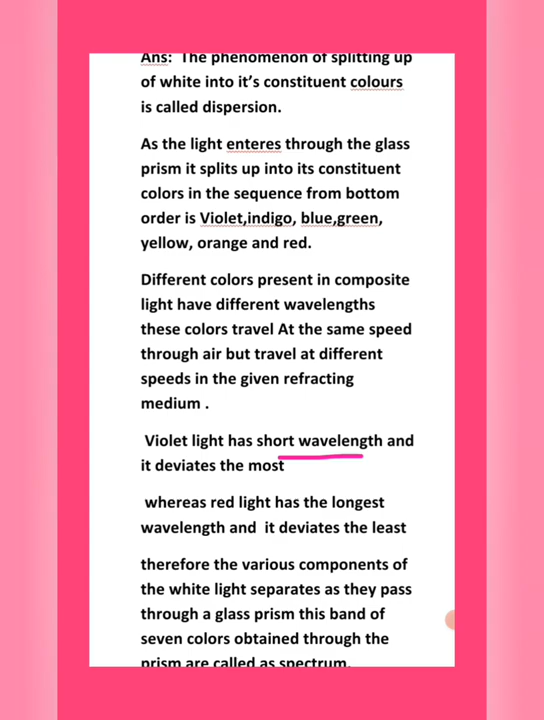 Ans:  The phenomenon of splitting up
of white into it's constituent colours
is called dispersion.
As the light enteres through the glass
prism it splits up into its constituent
colors in the sequence from bottom
order is Violet,indigo, blue,green,
yellow, orange and red.
Different colors present in composite
light have different wavelengths
these colors travel At the same speed
through air but travel at different
speeds in the given refracting
medium .
Violet light has short wavelength and
it deviates the most
whereas red light has the longest
wavelength and  it deviates the least
therefore the various components of
the white light separates as they pass
through a glass prism this band of
seven colors obtained through the
prism are called as spectrum.